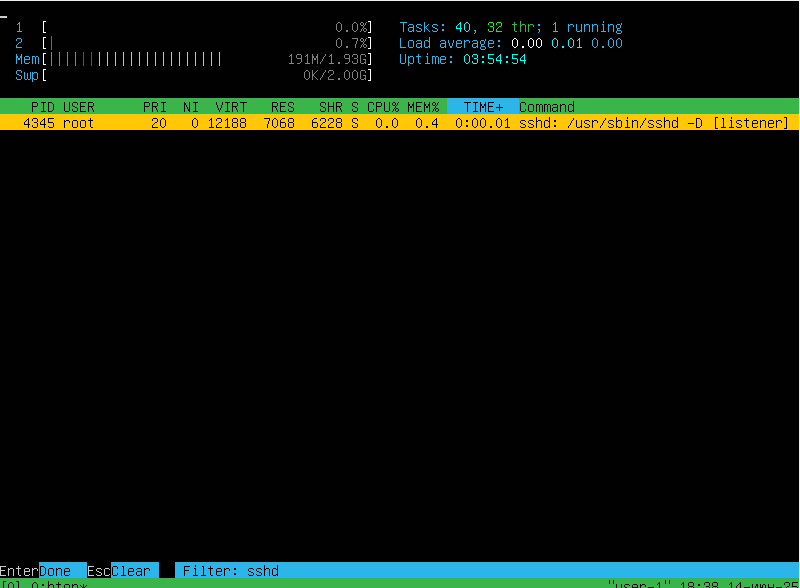 1 [ 0.0%] Tasks: 40, 32 thr; 1 running
2 [| 0.7%] Load average: 0.00 0.01 0.00
Mem[|||||||||||||||||||||| 191M/1.93G] Uptime: 03:54:54
Swp[ 0K/2.00G]
PID USER PRI NI VIRT RES SHR S CPU% MEM% TIME+ Command
4345 root 20 0 12188 7068 6228 S 0.0 0.4 0:00.01 sshd: /usr/sbin/sshd -D [listener]
EnterDone EscClear Filter: sshd
[0] 0:htop* "user-1" 18:38 14-июн-25